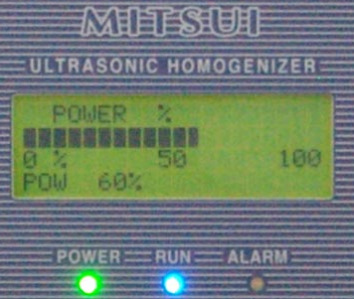 MITSUI
ULTRASONIC HOMOGENIZER
POWER %
0 % 50 100
POW 60%
POWER RUN ALARM